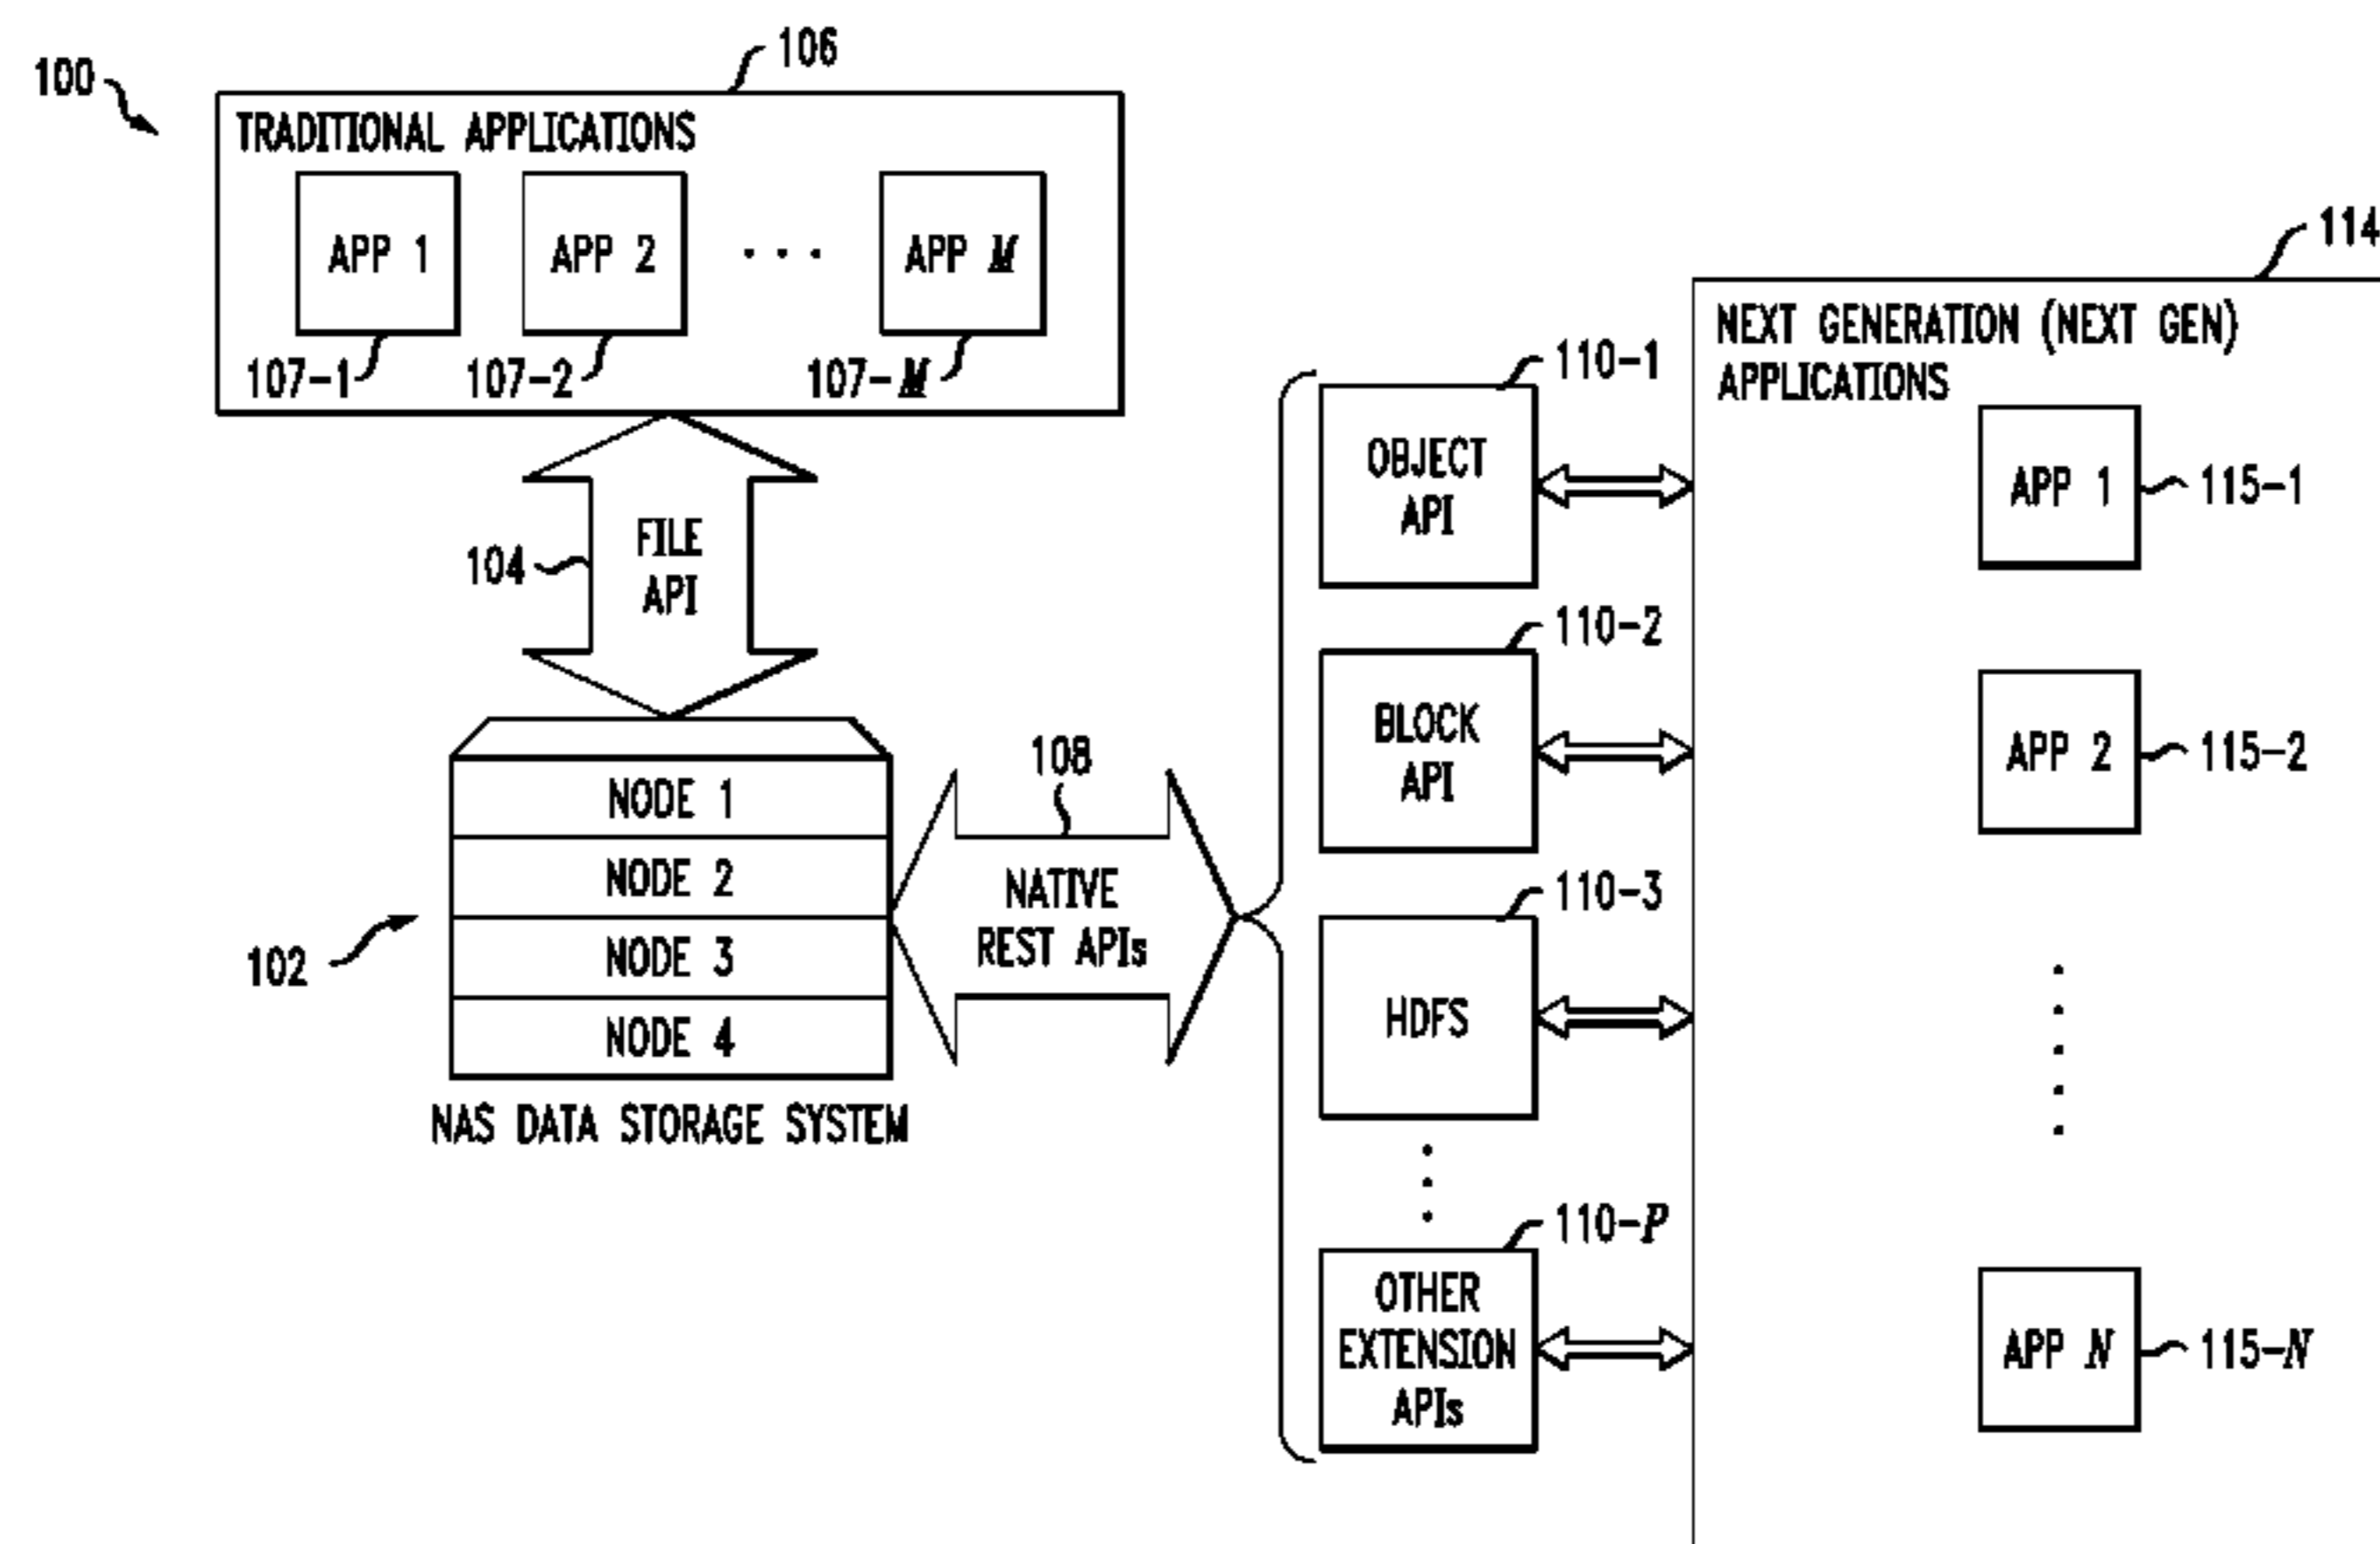 100
106
TRADITIONAL APPLICATIONS
APP 1
APP 2
. . .
APP M
107-1
107-2
107-M
104
FILE
API
NODE 1
NODE 2
NODE 3
NODE 4
102
NAS DATA STORAGE SYSTEM
108
NATIVE
REST APIs
110-1
OBJECT
API
110-2
BLOCK
API
110-3
HDFS
110-P
OTHER
EXTENSION
APIs
114
NEXT GENERATION (NEXT GEN)
APPLICATIONS
APP 1
115-1
APP 2
115-2
APP N
115-N